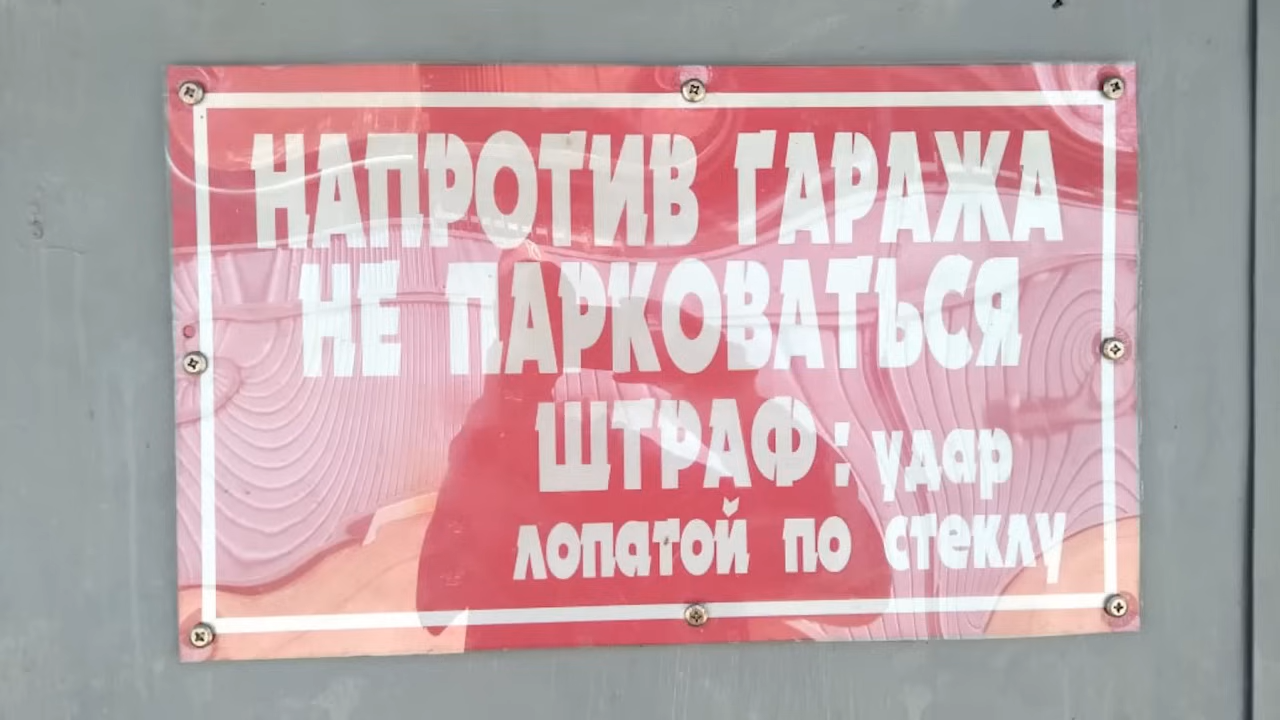 НАПРОТИВ ГАРАЖА
НЕ ПАРКОВАТЬСЯ
ШТРАФ: удар
лопатой по стеклу